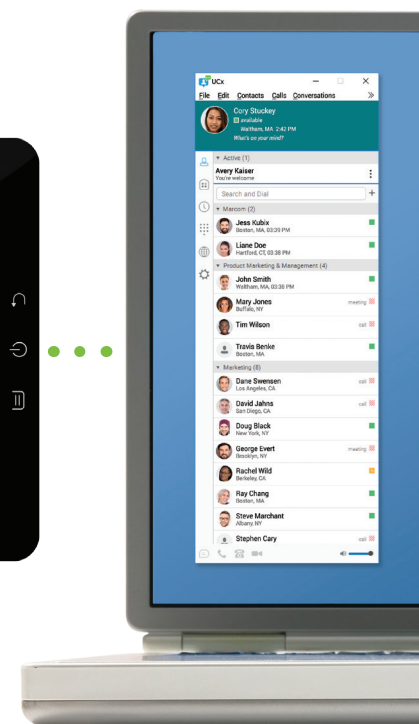 UCx
File Edit Contacts Calls Conversations
Cory Stuckey
available
Waltham, MA 2:42 PM
What's on your mind?
Active (1)
Avery Kaiser
You're welcome
Search and Dial
Marcom (2)
Jess Kubix
Boston, MA, 03:39 PM
Liane Doe
Hartford, CT, 03:38 PM
Product Marketing & Management (4)
John Smith
Waltham, MA, 03:38 PM
Mary Jones
Buffalo, NY
meeting
Tim Wilson
call
Travis Benke
Boston, MA
Marketing (8)
Dane Swensen
Los Angeles, CA
call
David Jahns
San Diego, CA
call
Doug Black
New York, NY
George Evert
Brooklyn, NY
meeting
Rachel Wild
Berkeley, CA
Ray Chang
Boston, MA
Steve Marchant
Albany, NY
Stephen Cary
call